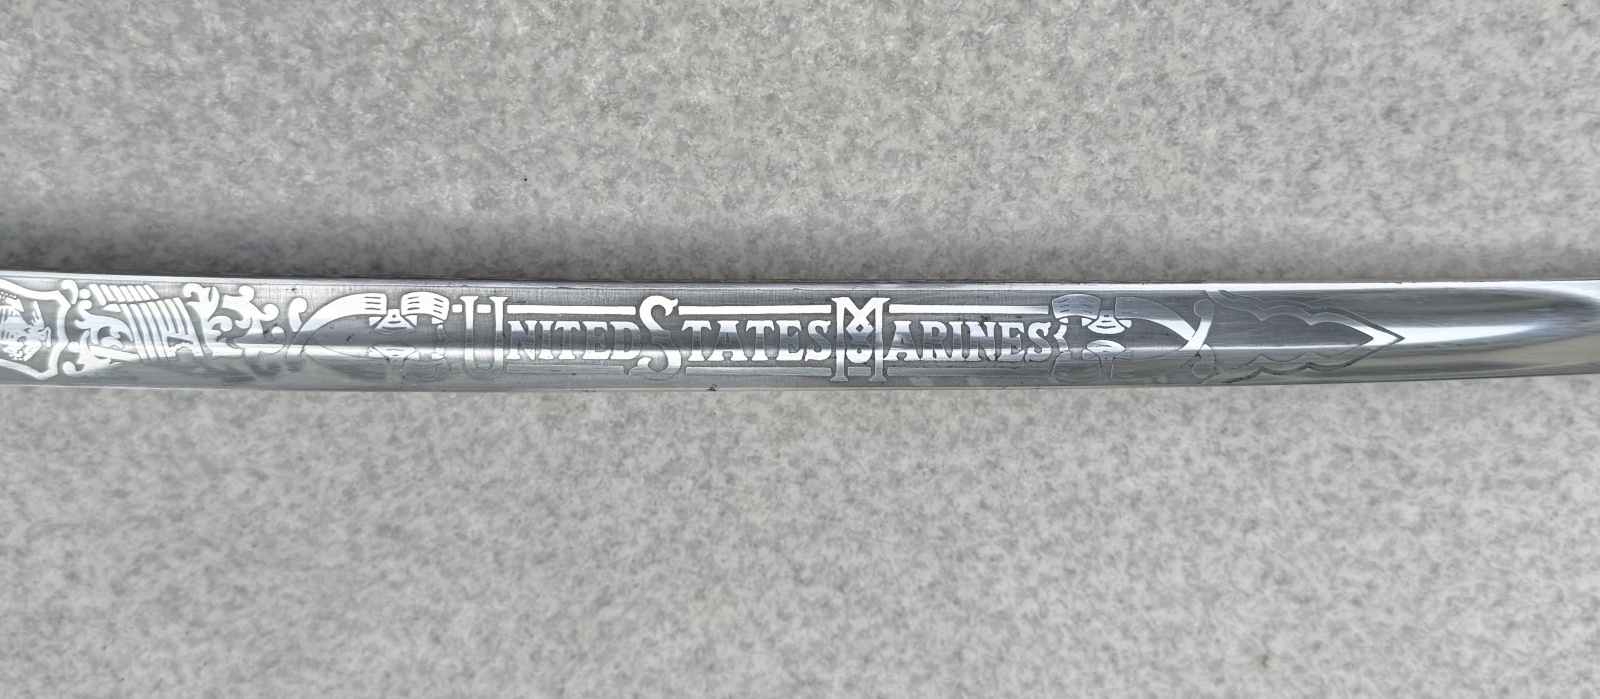 UNITED STATES MARINES